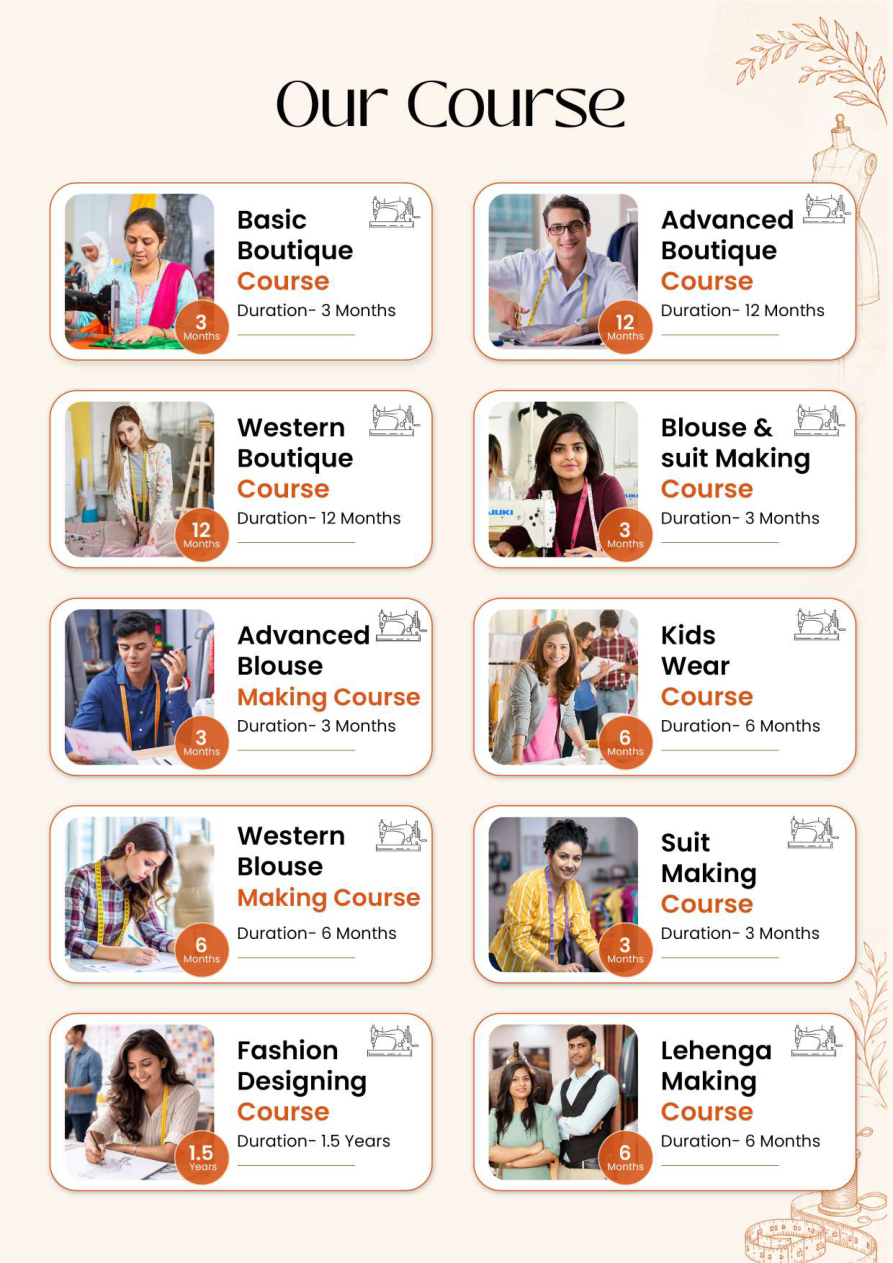 Our Course
Basic
Boutique
Course
Duration- 3 Months
3
Months
Advanced
Boutique
Course
Duration- 12 Months
12
Months
Western
Boutique
Course
Duration- 12 Months
12
Months
Blouse &
suit Making
Course
Duration- 3 Months
JUKI
JUKI
3
Months
Advanced
Blouse
Making Course
Duration- 3 Months
3
Months
Kids
Wear
Course
Duration- 6 Months
6
Months
Western
Blouse
Making Course
Duration- 6 Months
6
Months
Suit
Making
Course
Duration- 3 Months
3
Months
Fashion
Designing
Course
Duration- 1.5 Years
1.5
Years
Lehenga
Making
Course
Duration- 6 Months
6
Months